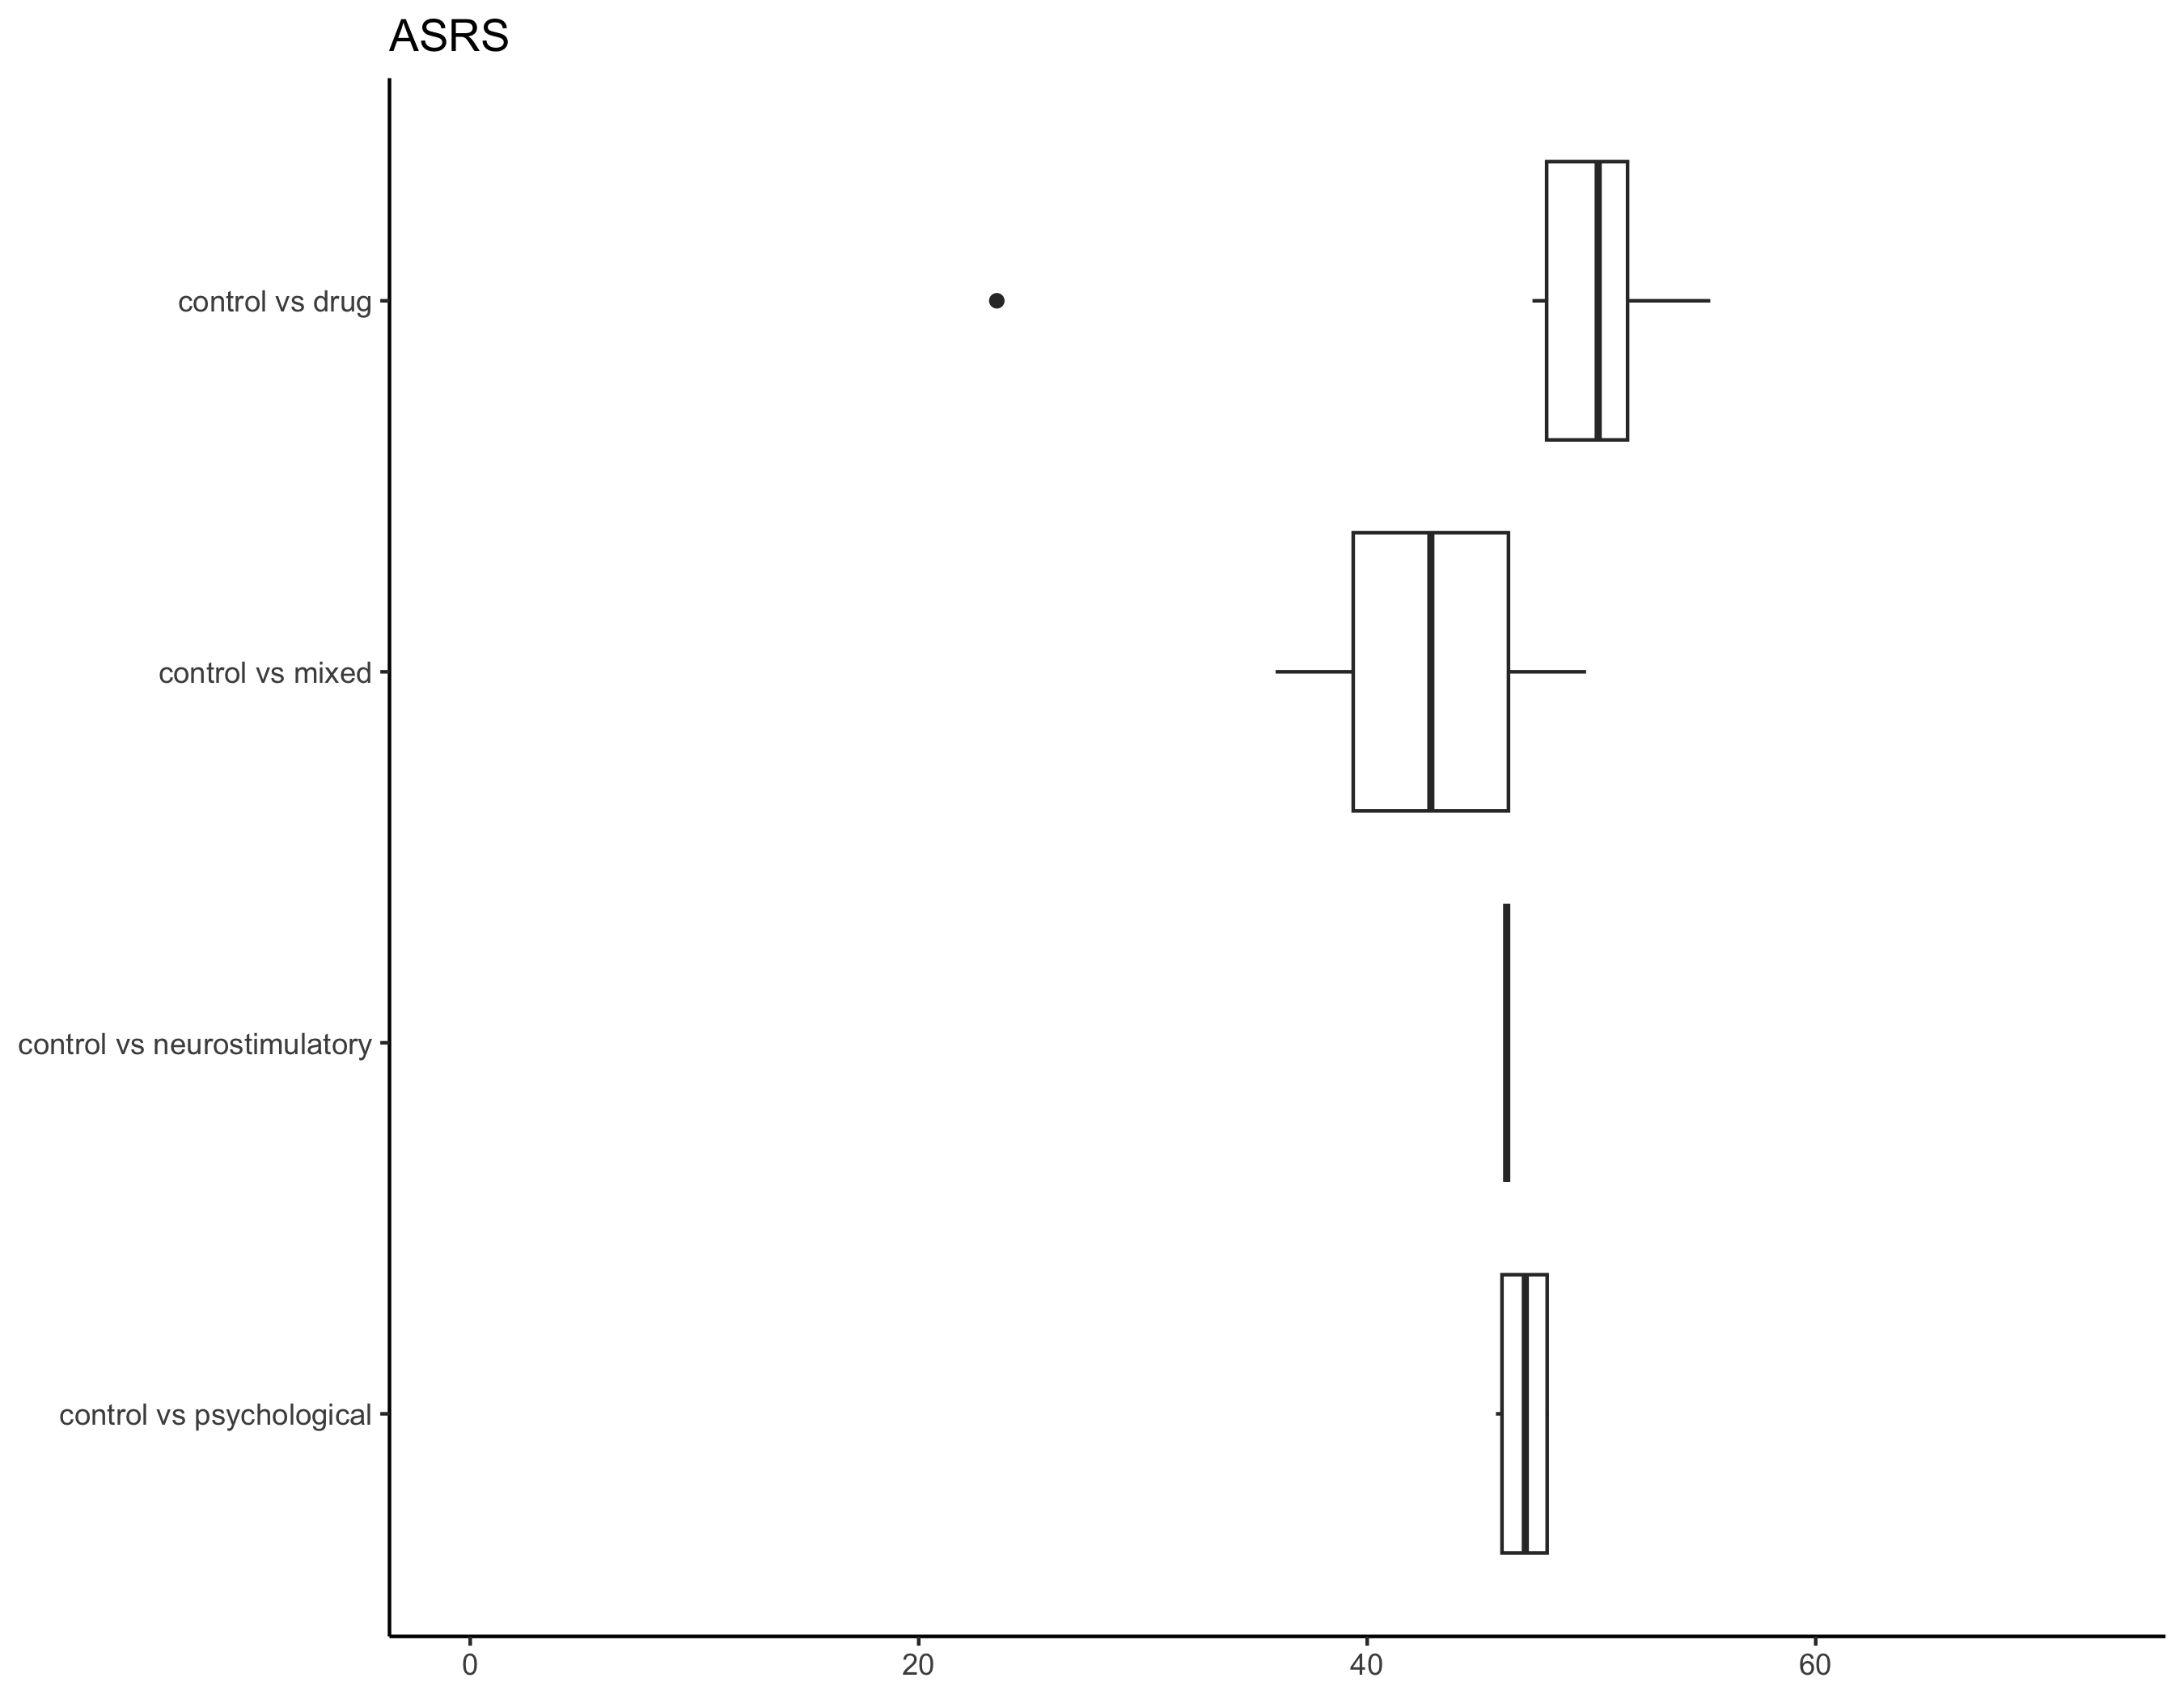 ASRS
control vs drug
control vs mixed
control vs neurostimulatory
control vs psychological
0 20 40 60